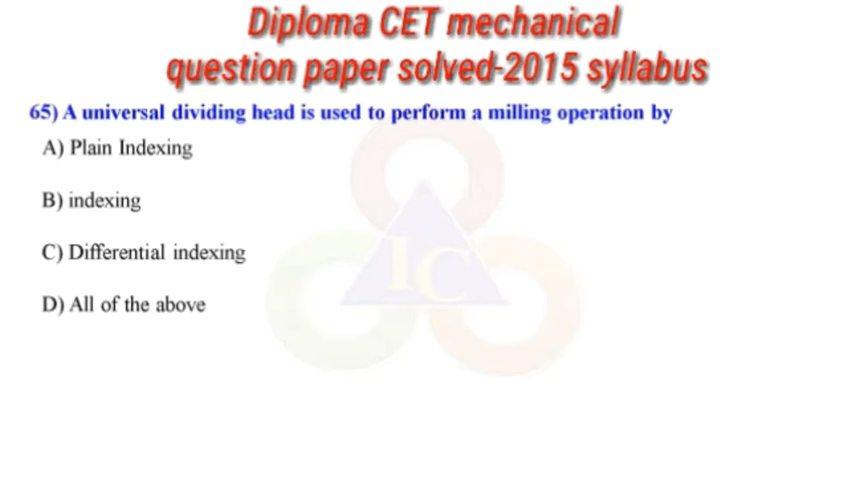 Diploma CET mechanical
question paper solved-2015 syllabus
65) A universal dividing head is used to perform a milling operation by
A) Plain Indexing
B) indexing
C) Differential indexing
D) All of the above
IC